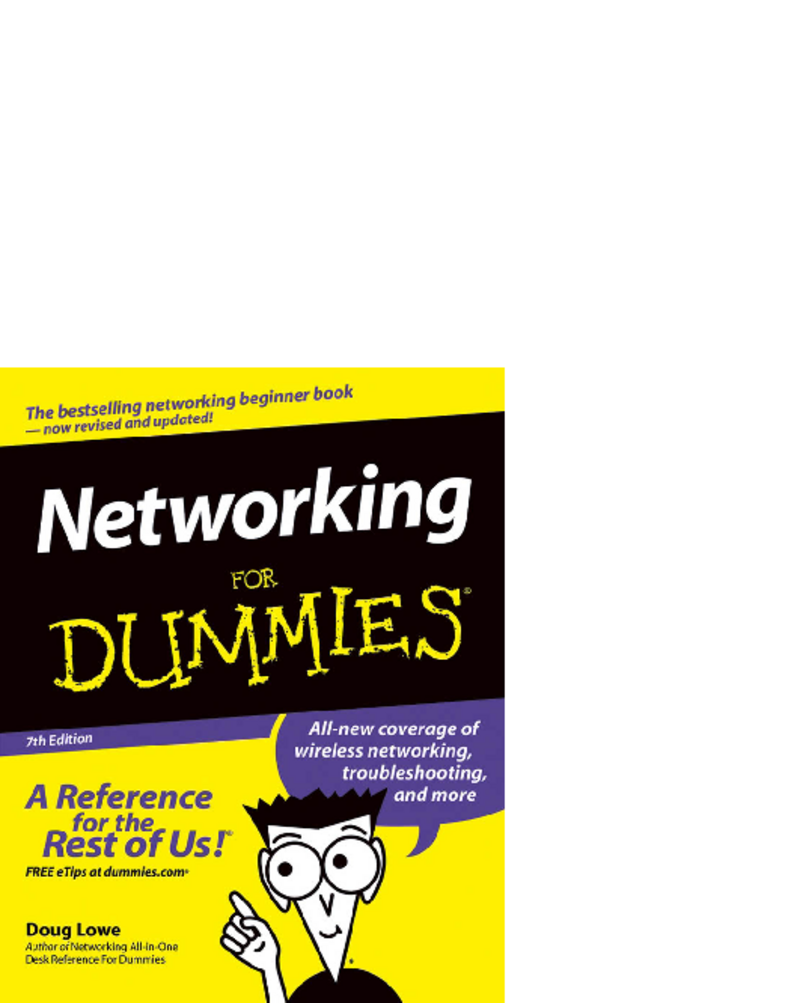 The bestselling networking beginner book
— now revised and updated!
Networking
FOR
DUMMIES®
7th Edition
All-new coverage of
wireless networking,
troubleshooting,
and more
A Reference
for the
Rest of Us!®
FREE eTips at dummies.com®
Doug Lowe
Author of Networking All-in-One
Desk Reference For Dummies